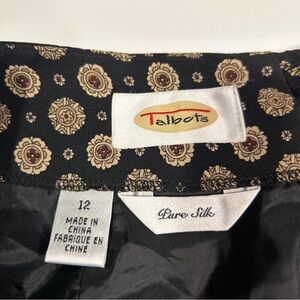 Talbots
12
MADE IN
CHINA
FABRIQUE EN
CHINE
Pure Silk